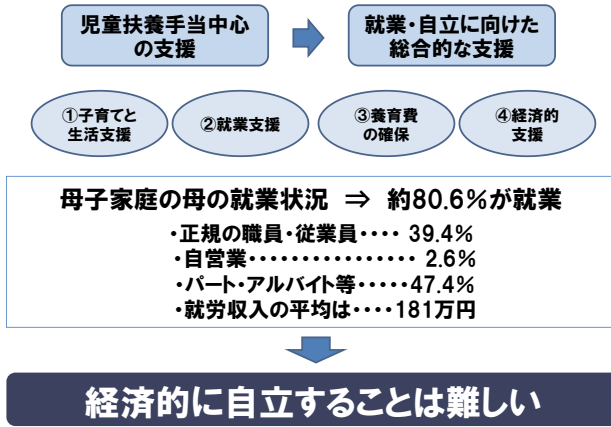 児童扶養手当中心
の支援
就業・自立に向けた
総合的な支援
①子育てと
生活支援
②就業支援
③養育費
の確保
④経済的
支援
母子家庭の母の就業状況 ⇒ 約80.6%が就業
・正規の職員・従業員・・・・ 39.4%
・自営業・・・・・・・・・・・・・・・・ 2.6%
・パート・アルバイト等・・・・・47.4%
・就労収入の平均は・・・・181万円
経済的に自立することは難しい